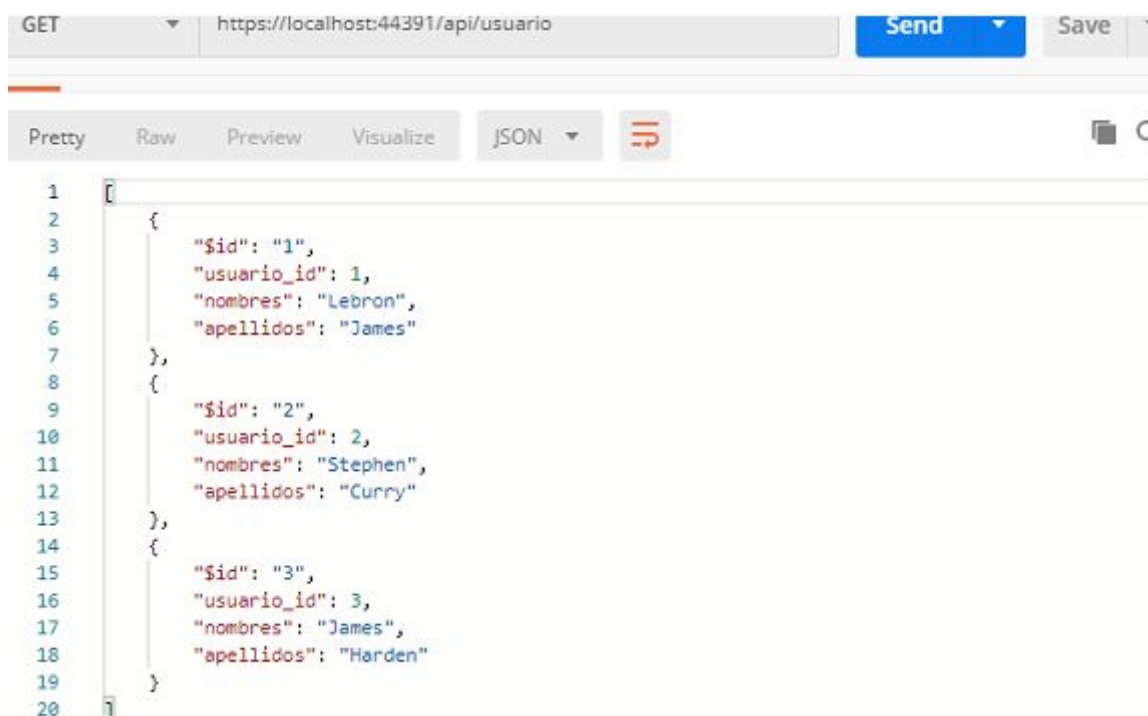 GET https://localhost:44391/api/usuario Send Save
Pretty Raw Preview Visualize JSON
1 [
2 {
3 "$id": "1",
4 "usuario_id": 1,
5 "nombres": "Lebron",
6 "apellidos": "James"
7 },
8 {
9 "$id": "2",
10 "usuario_id": 2,
11 "nombres": "Stephen",
12 "apellidos": "Curry"
13 },
14 {
15 "$id": "3",
16 "usuario_id": 3,
17 "nombres": "James",
18 "apellidos": "Harden"
19 }
20 ]